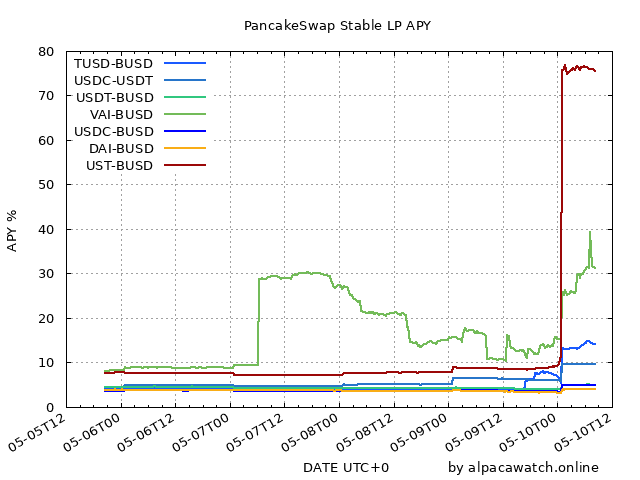 PancakeSwap Stable LP APY
TUSD-BUSD
USDC-USDT
USDT-BUSD
VAI-BUSD
USDC-BUSD
DAI-BUSD
UST-BUSD
APY %
80
70
60
50
40
30
20
10
0
05-05T12
05-06T00
05-06T12
05-07T00
05-07T12
05-08T00
05-08T12
05-09T00
05-09T12
05-10T00
05-10T12
DATE UTC+0
by alpacawatch.online